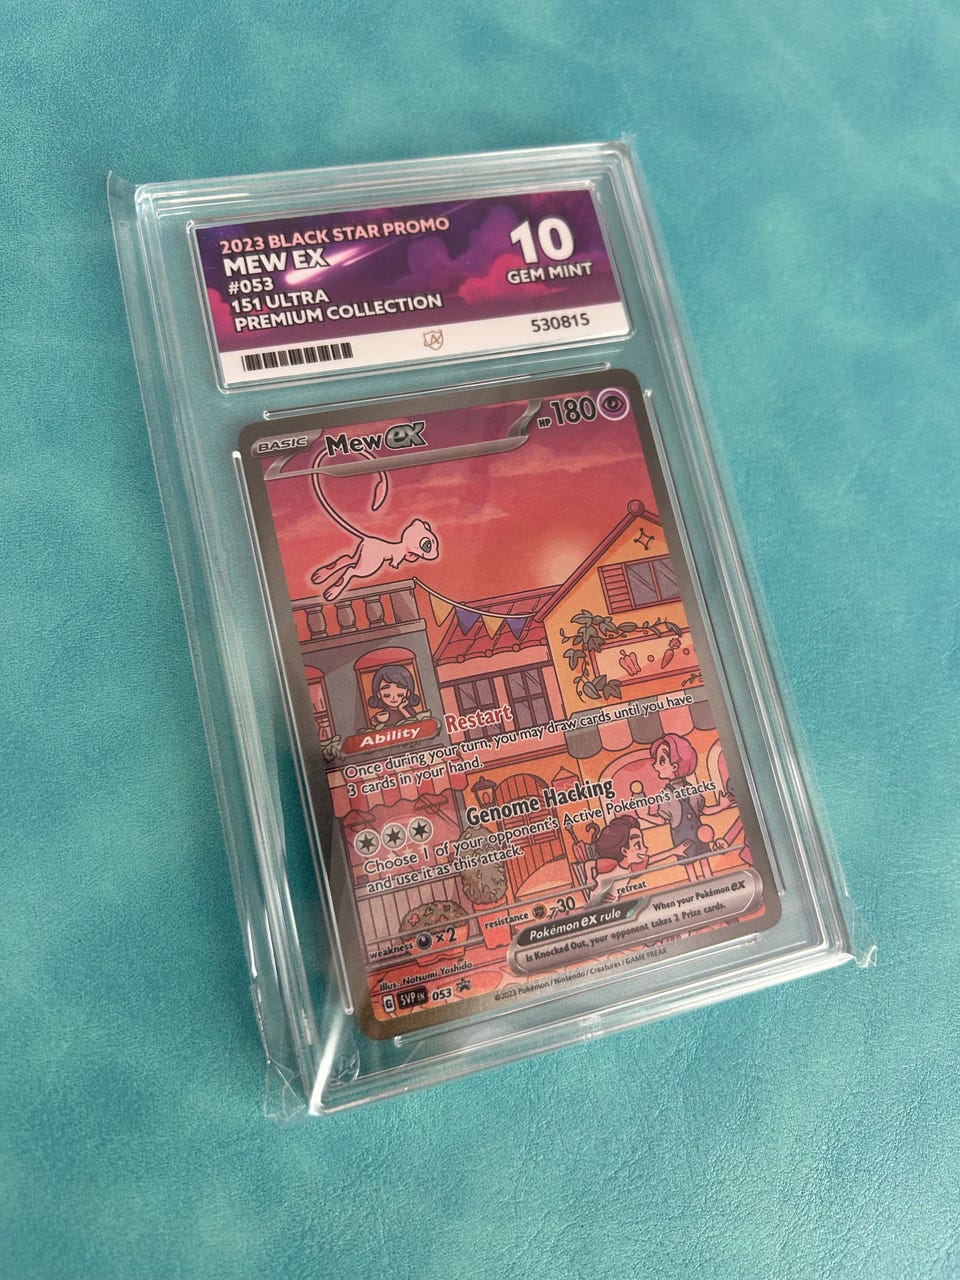 2023 BLACK STAR PROMO
MEW EX
#053
151 ULTRA
PREMIUM COLLECTION
10
GEM MINT
530815
A
BASIC
Mew ex
HP 180
Ability Restart
Once during your turn, you may draw cards until you have
3 cards in your hand.
Genome Hacking
Choose 1 of your opponent's Active Pokémon's attacks
and use it as this attack.
weakness ×2
resistance -30
retreat
Pokémon ex rule
When your Pokémon ex
is Knocked Out, your opponent takes 2 Prize cards.
Illus. Natsumi Yoshida
G SVP EN 053
©2023 Pokémon / Nintendo / Creatures / GAME FREAK